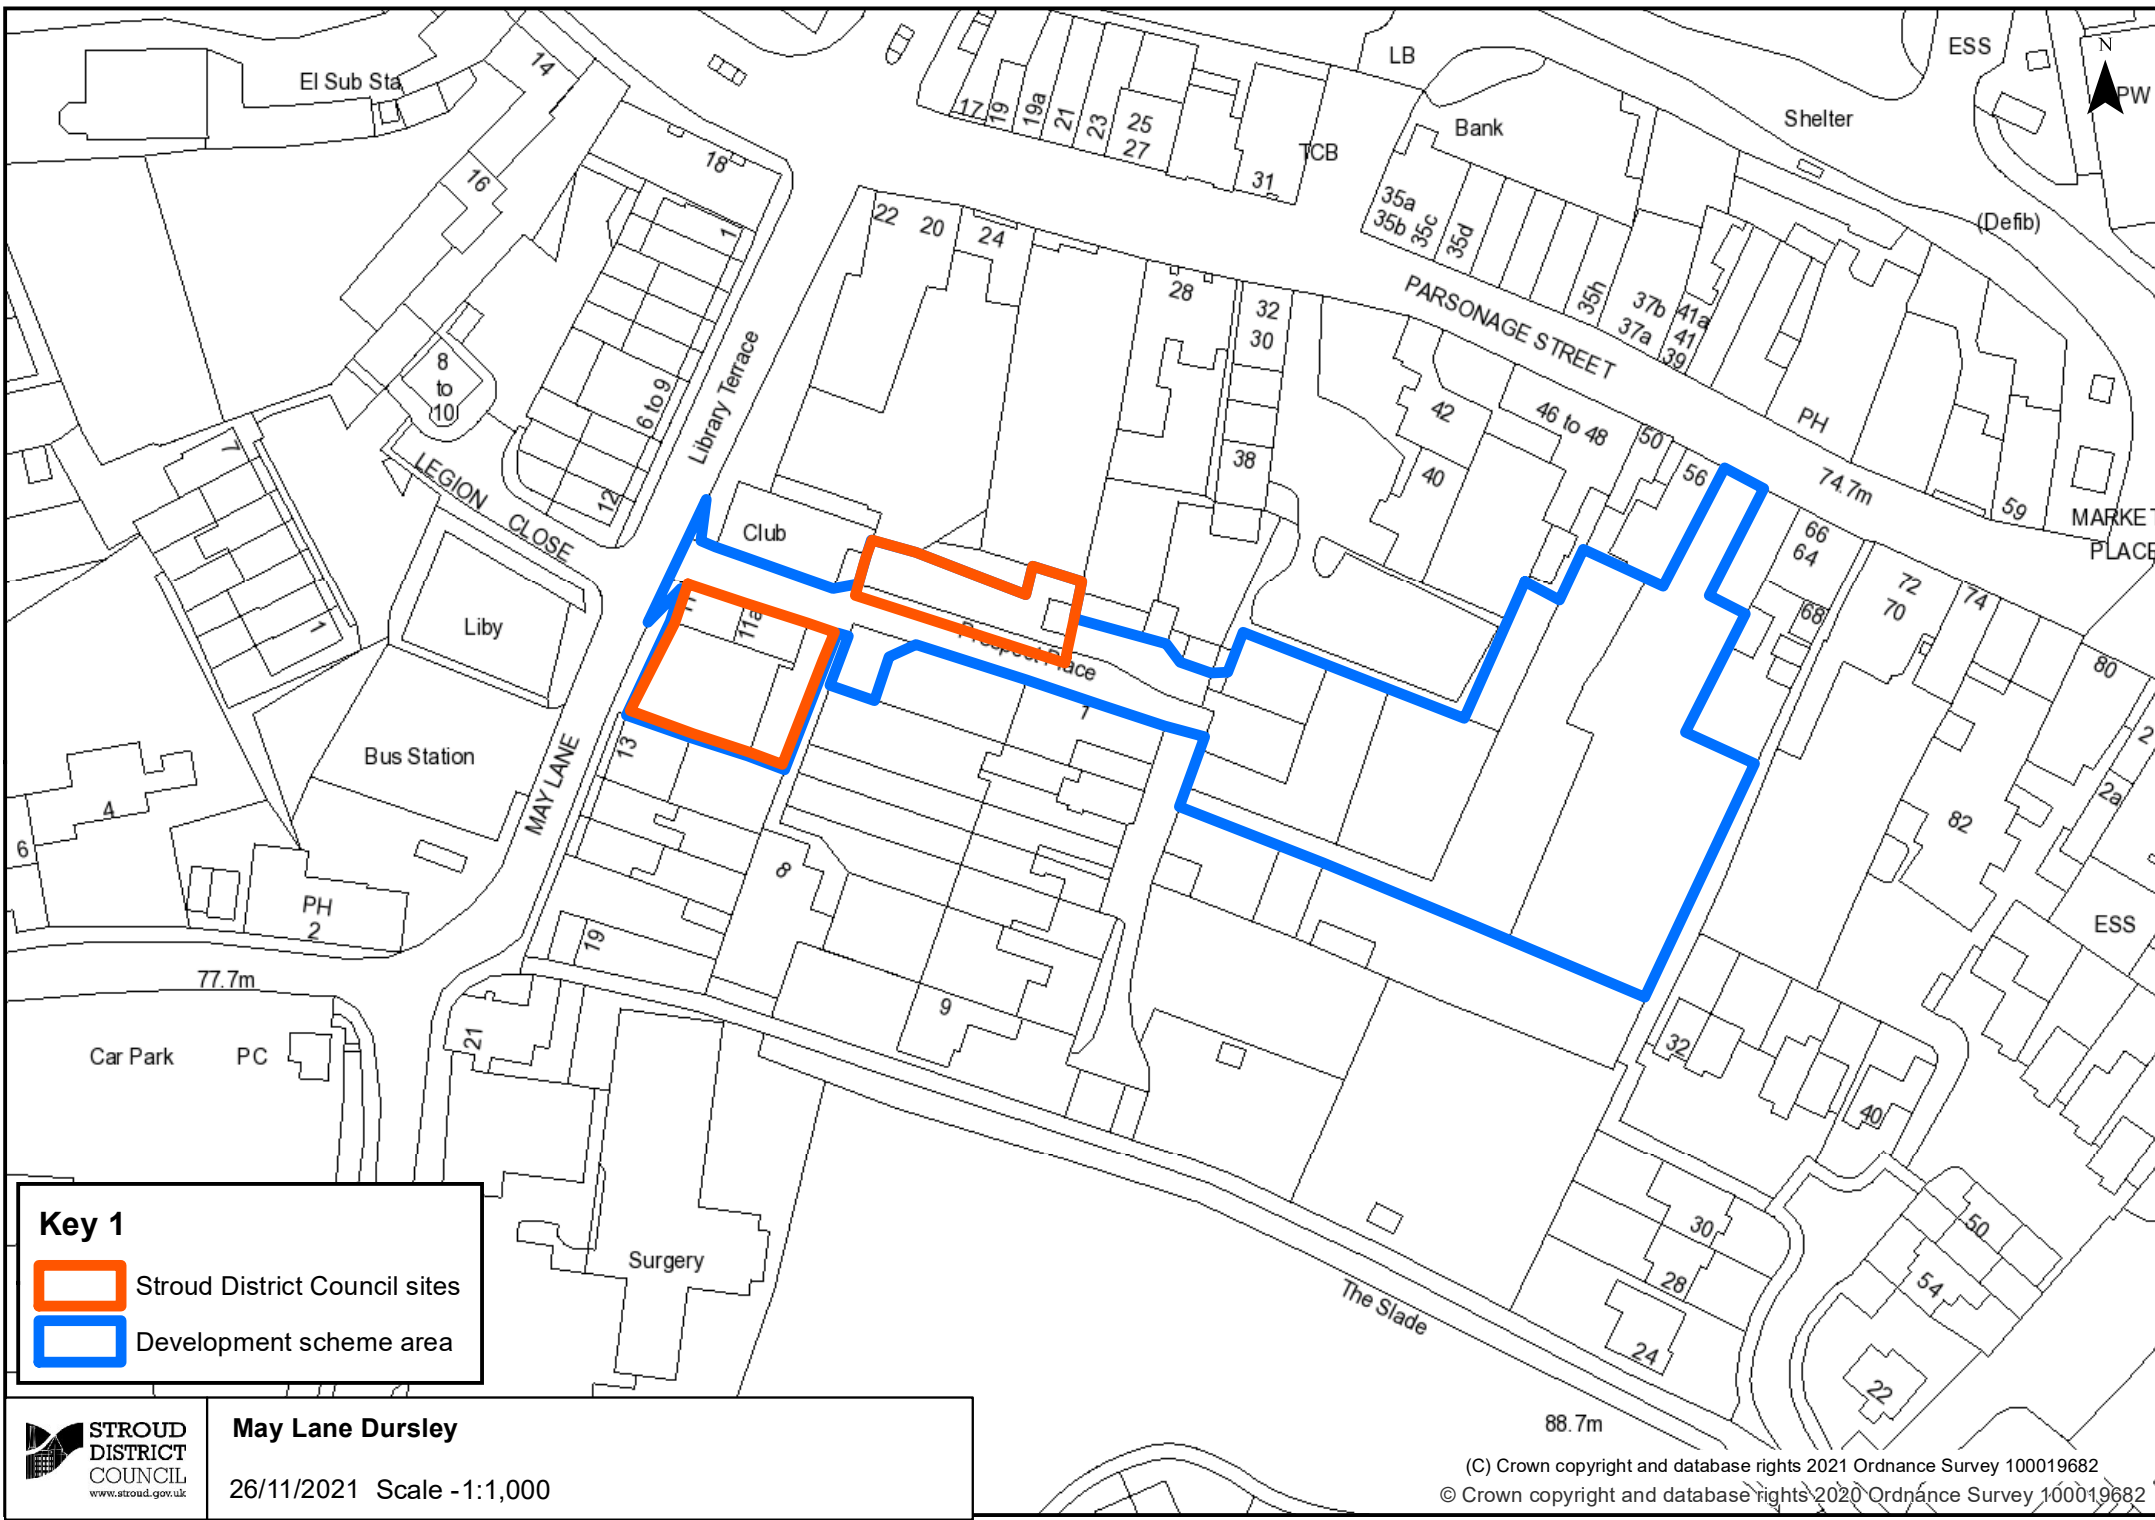 El Sub Sta
14
16
18
1
8
to
10
6 to 9
12
7
1
LEGION CLOSE
Library Terrace
Liby
Bus Station
MAY LANE
4
6
PH
2
77.7m
Car Park
PC
17
19
19a
21
23
25
27
31
TCB
LB
Bank
ESS
N
PW
Shelter
(Defib)
35a
35b
35c
35d
35h
37b
37a
41a
41
39
PARSONAGE STREET
PH
74.7m
59
MARKET
PLACE
22
20
24
28
32
30
38
42
40
46 to 48
50
56
66
64
68
72
70
74
80
2
2a
82
ESS
Club
11
11a
Prospect Place
1
13
8
19
9
21
Surgery
The Slade
32
40
30
28
24
50
54
22
88.7m
Key 1
Stroud District Council sites
Development scheme area
STROUD
DISTRICT
COUNCIL
www.stroud.gov.uk
May Lane Dursley
26/11/2021 Scale -1:1,000
(C) Crown copyright and database rights 2021 Ordnance Survey 100019682
© Crown copyright and database rights 2020 Ordnance Survey 100019682